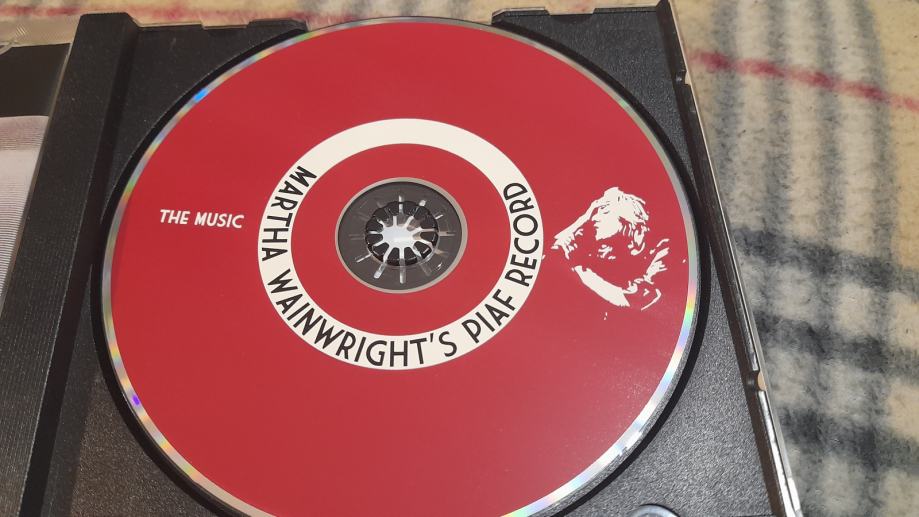 THE MUSIC
MARTHA WAINWRIGHT'S PIAF RECORD